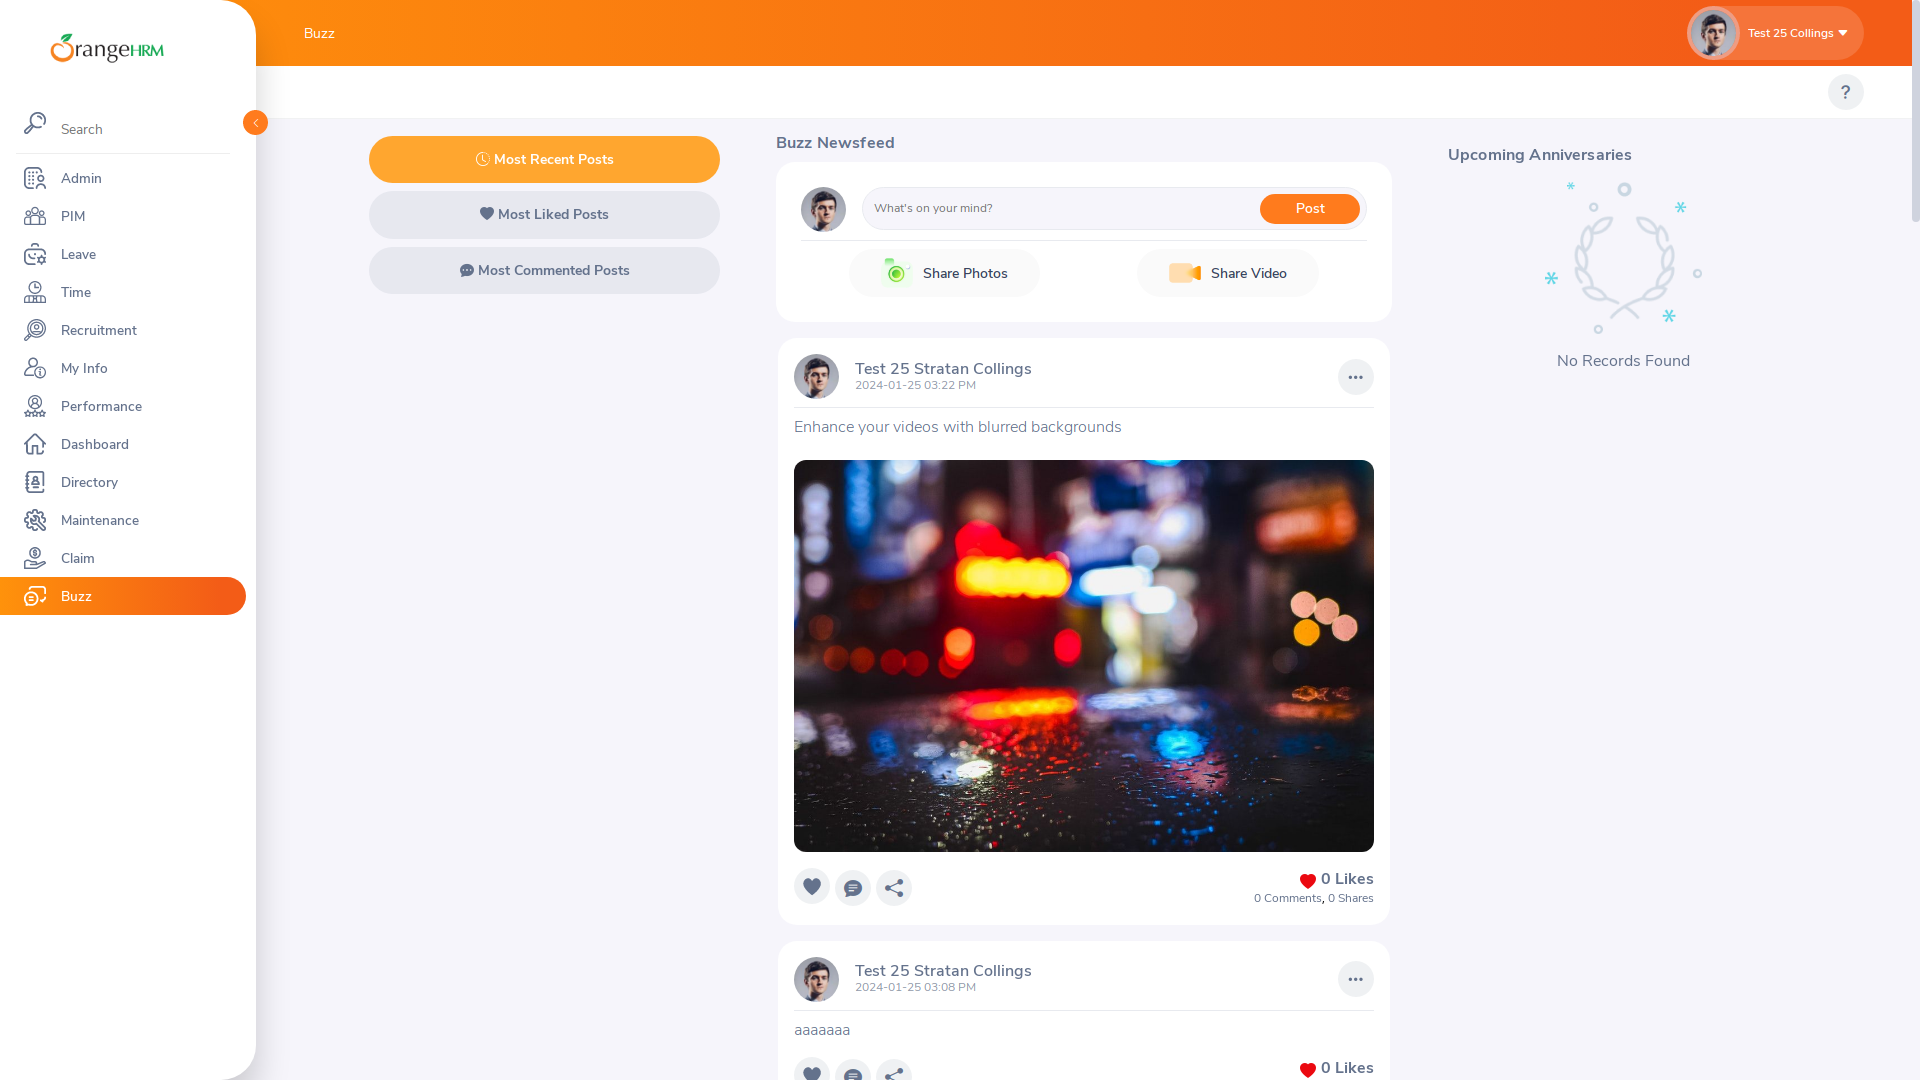 OrangeHRM
Search
Admin
PIM
Leave
Time
Recruitment
My Info
Performance
Dashboard
Directory
Maintenance
Claim
Buzz
Buzz
Test 25 Collings
?
Most Recent Posts
Most Liked Posts
Most Commented Posts
Buzz Newsfeed
What's on your mind?
Post
Share Photos
Share Video
Test 25 Stratan Collings
2024-01-25 03:22 PM
Enhance your videos with blurred backgrounds
0 Likes
0 Comments, 0 Shares
Test 25 Stratan Collings
2024-01-25 03:08 PM
aaaaaaa
0 Likes
Upcoming Anniversaries
No Records Found